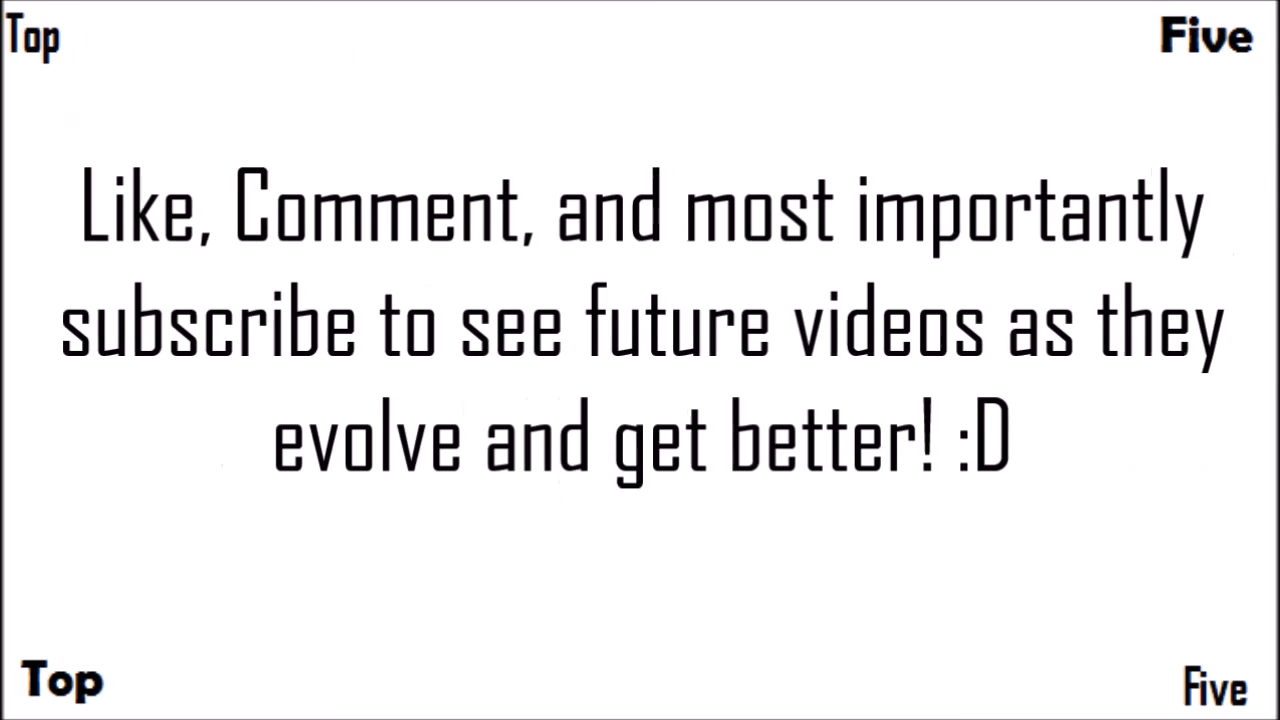 Top Five
Like, Comment, and most importantly
subscribe to see future videos as they
evolve and get better! :D
Top Five